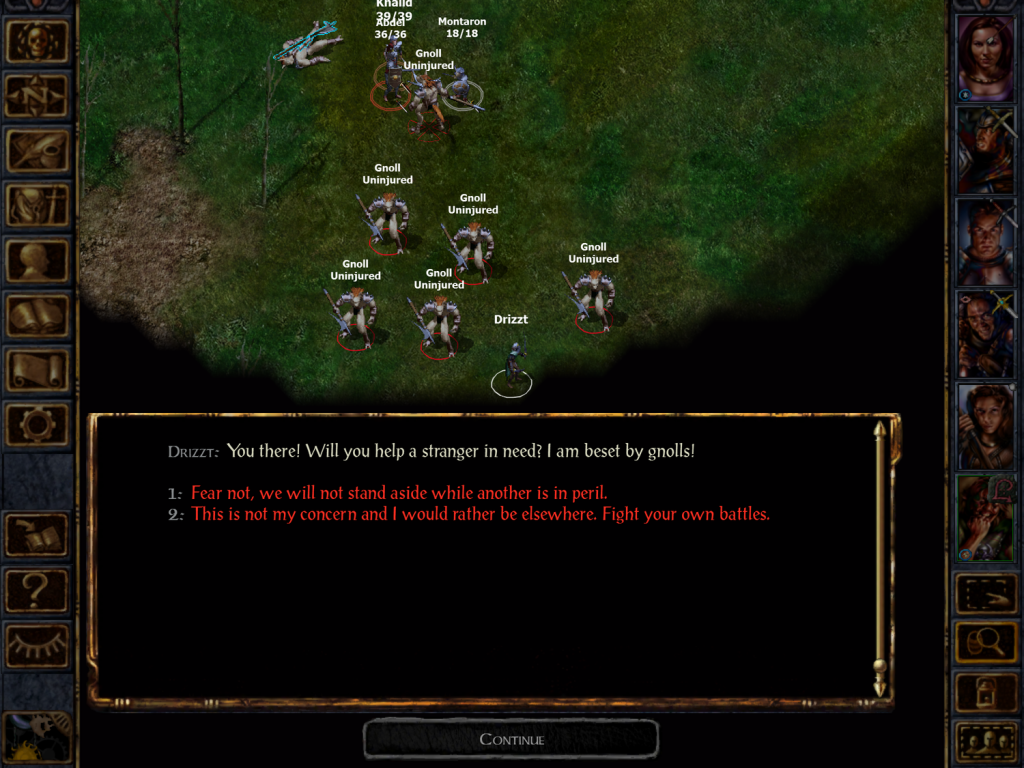 Khalid
39/39
Abdel
36/36
Montaron
18/18
Gnoll
Uninjured
Gnoll
Uninjured
Gnoll
Uninjured
Gnoll
Uninjured
Gnoll
Uninjured
Gnoll
Uninjured
Drizzt
Drizzt: You there! Will you help a stranger in need? I am beset by gnolls!
1: Fear not, we will not stand aside while another is in peril.
2: This is not my concern and I would rather be elsewhere. Fight your own battles.
Continue